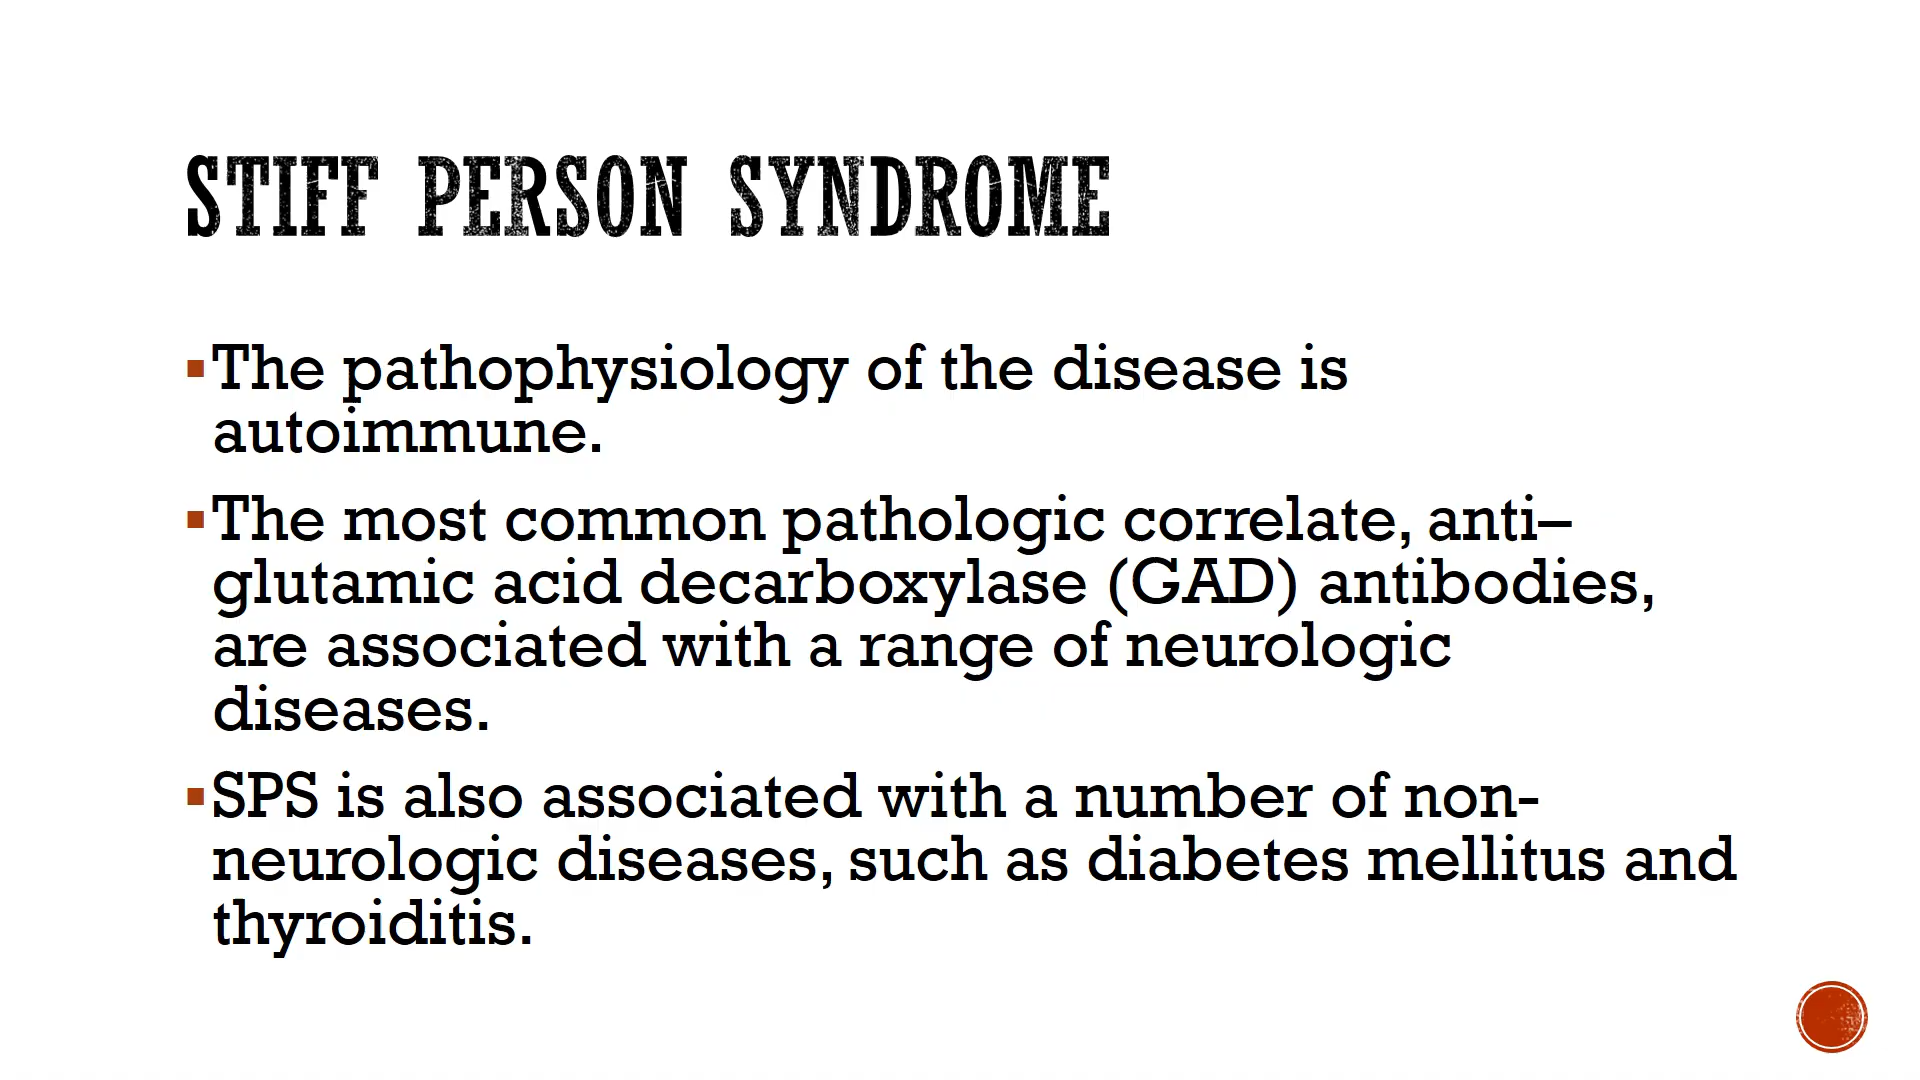 STIFF PERSON SYNDROME
▪The pathophysiology of the disease is
autoimmune.
▪The most common pathologic correlate, anti–
glutamic acid decarboxylase (GAD) antibodies,
are associated with a range of neurologic
diseases.
▪SPS is also associated with a number of non-
neurologic diseases, such as diabetes mellitus and
thyroiditis.